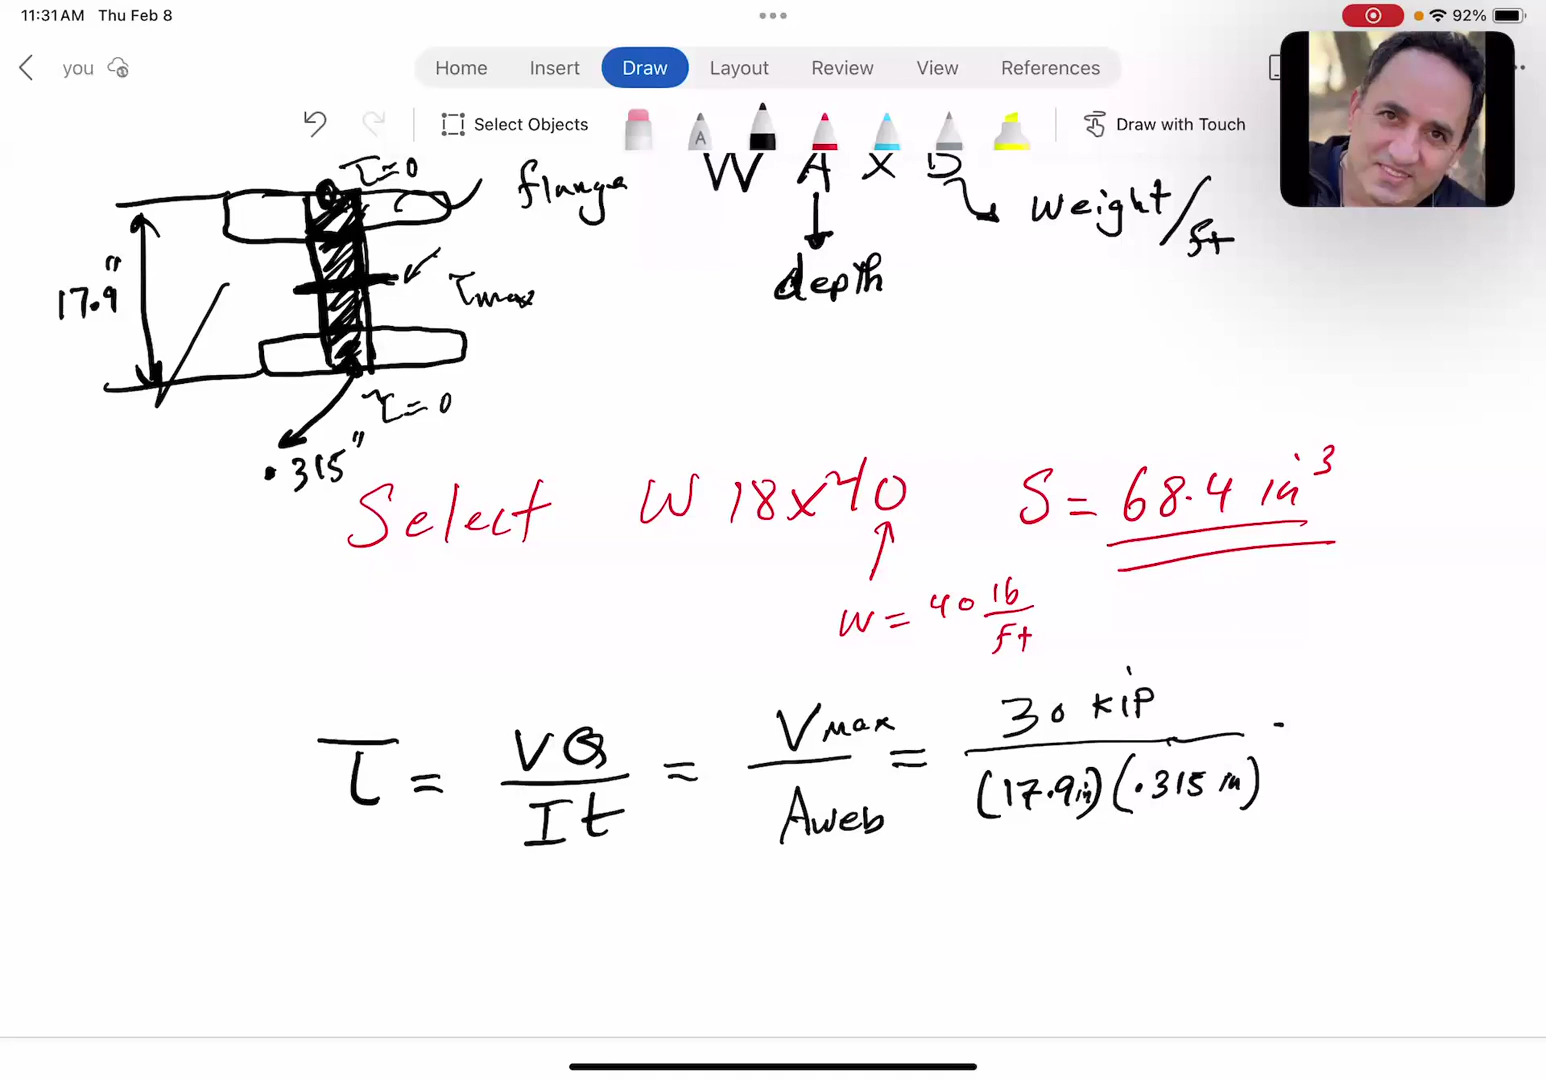 11:31 AM Thu Feb 8
92%
you
Home Insert Draw Layout Review View References
Select Objects
A
Draw with Touch
τ=0
flange
W A x D
weight/ft
17.9"
τmax
depth
τ=0
.315"
Select W 18x40 S = 68.4 in³
w = 40 lb/ft
τ = VQ/It = Vmax/Aweb = 30 kip/(17.9in)(.315 in)